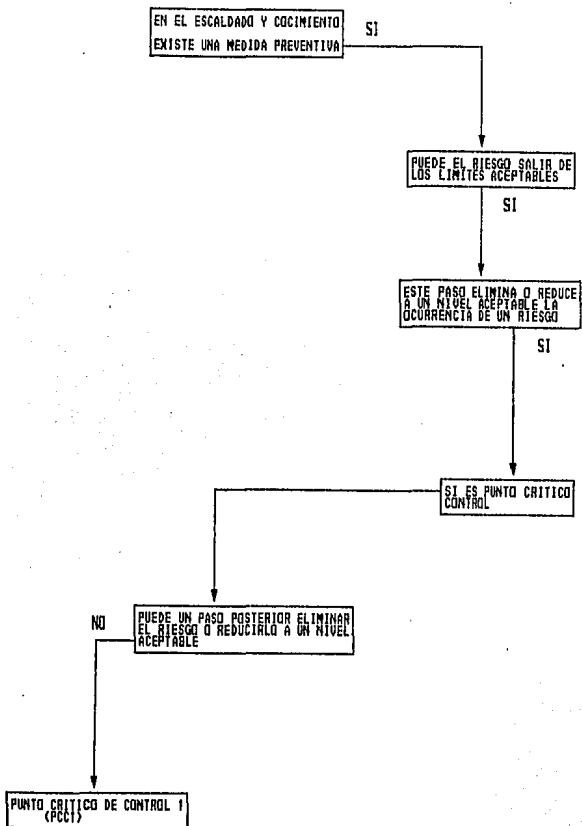 EN EL ESCALDADO Y COCIMIENTO
EXISTE UNA MEDIDA PREVENTIVA
SI
PUEDE EL RIESGO SALIR DE
LOS LIMITES ACEPTABLES
SI
ESTE PASO ELIMINA O REDUCE
A UN NIVEL ACEPTABLE LA
OCURRENCIA DE UN RIESGO
SI
SI ES PUNTO CRITICO
CONTROL
PUEDE UN PASO POSTERIOR ELIMINAR
EL RIESGO O REDUCIRLO A UN NIVEL
ACEPTABLE
NO
PUNTO CRITICO DE CONTROL 1
(PCC1)